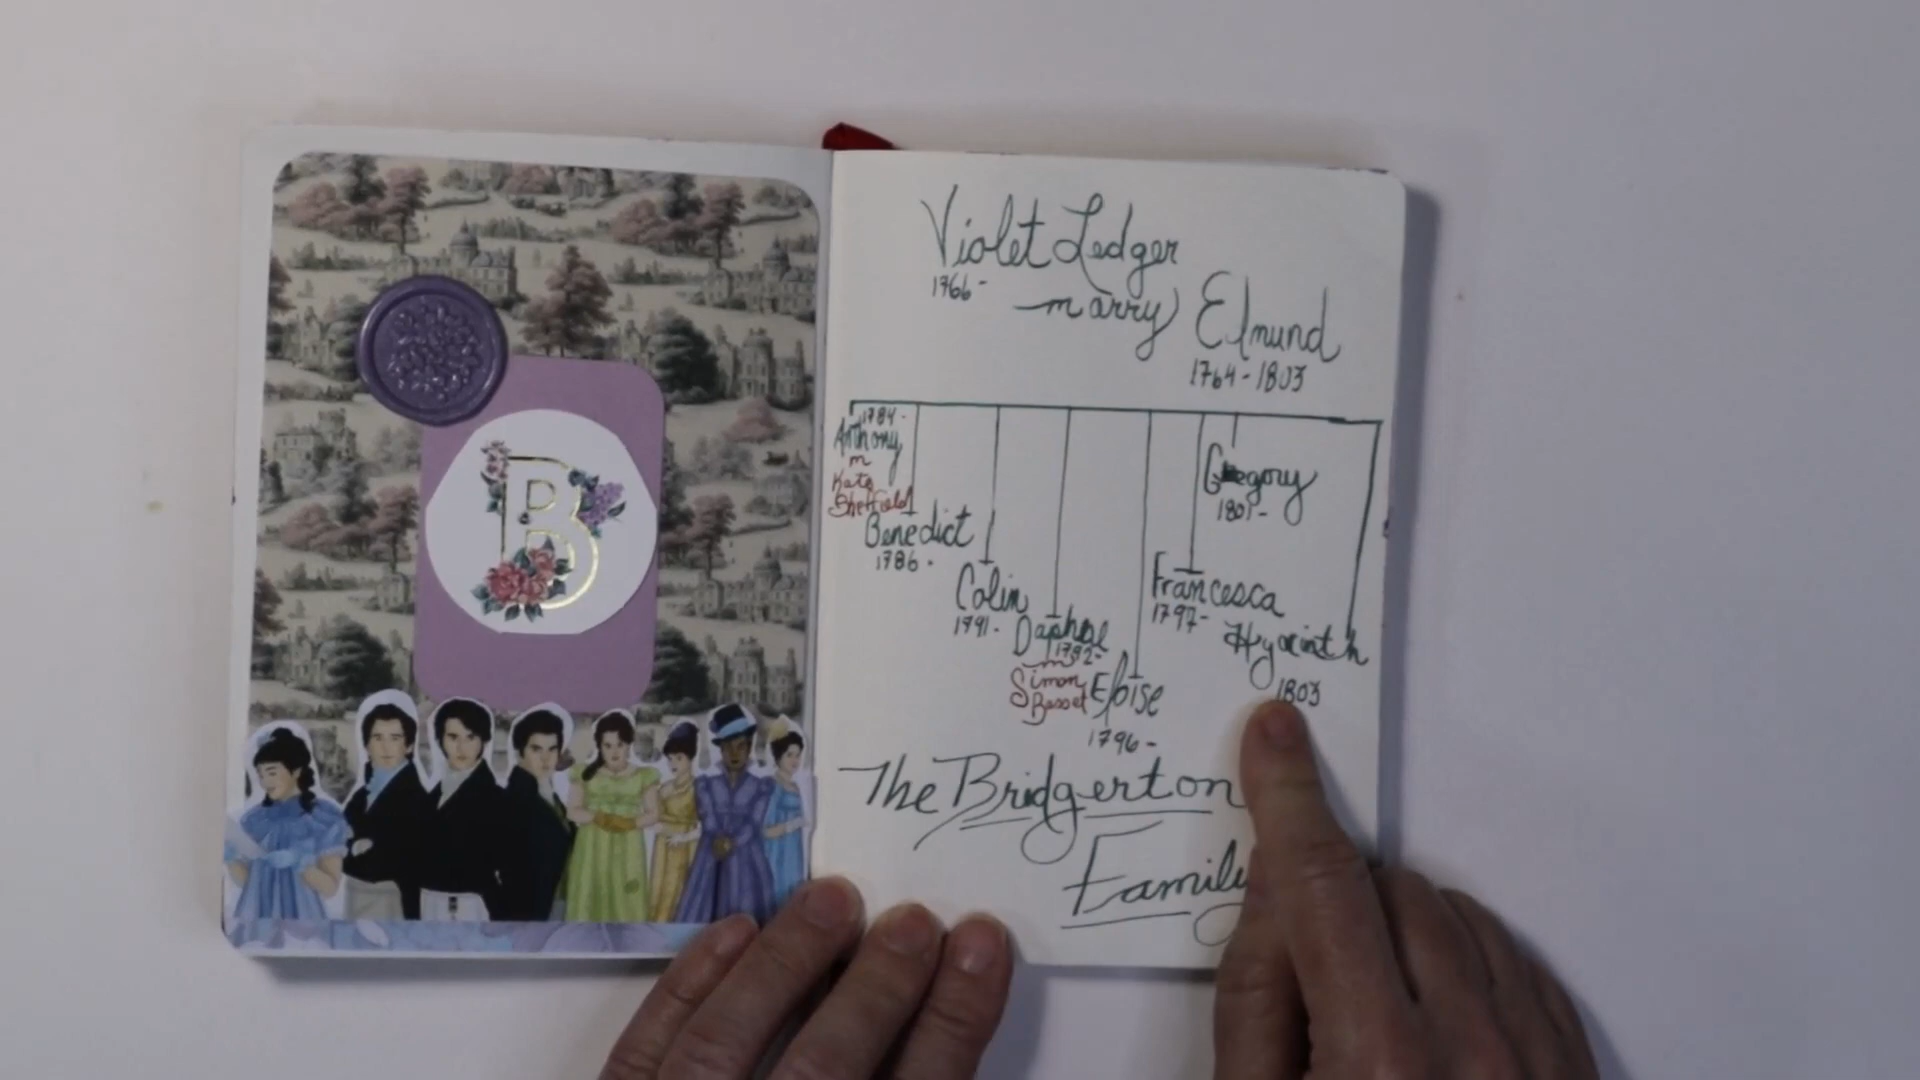 B
Violet Ledger
1766-
marry
Edmund
1764-1803
1784-
Anthony
m
Kate
Sheffield
Benedict
1786-
Colin
1791-
Daphne
1792-
m
Simon
Basset
Eloise
1796-
Francesca
1797-
Gregory
1801-
Hyacinth
1803
The Bridgerton
Family